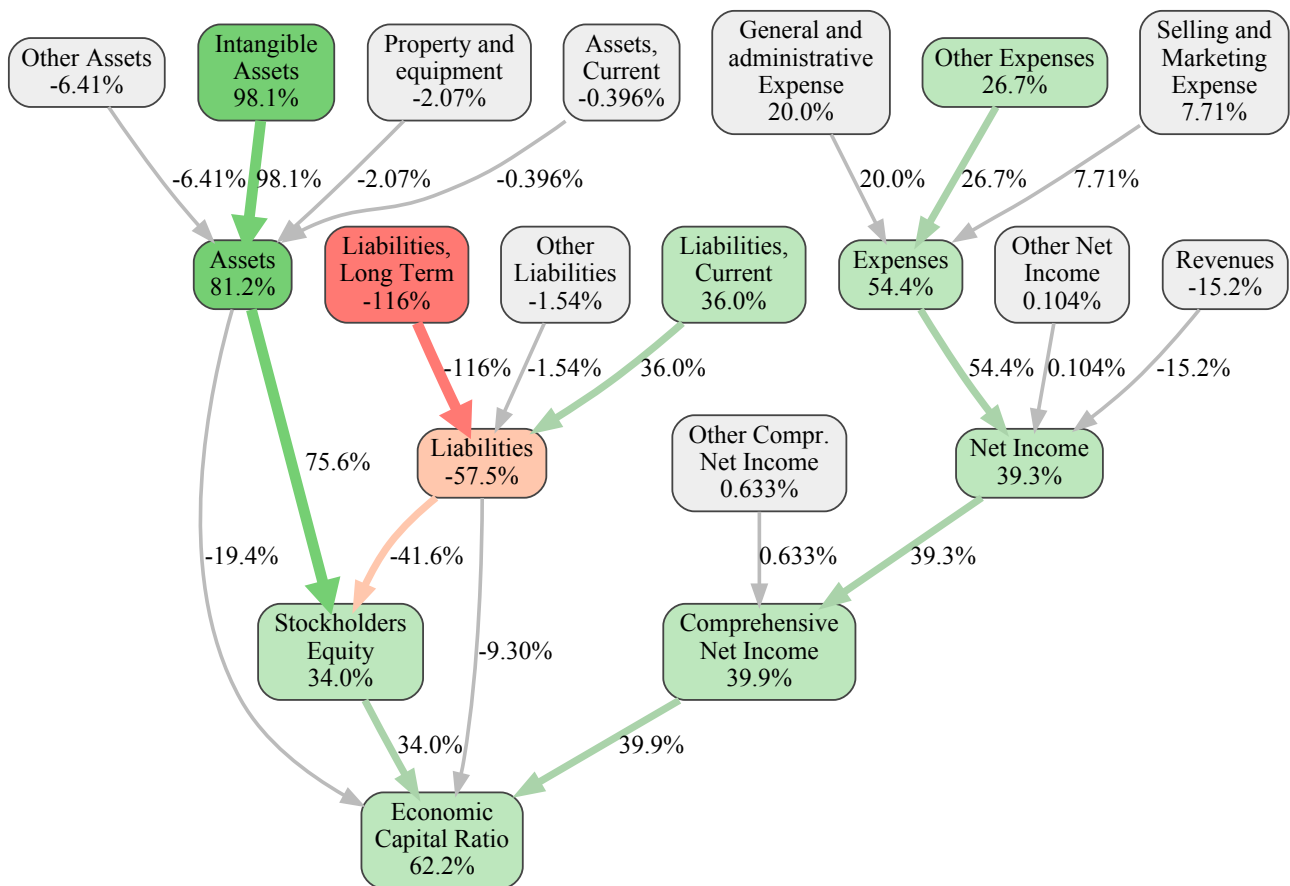 Other Assets
-6.41%
Intangible
Assets
98.1%
Property and
equipment
-2.07%
Assets,
Current
-0.396%
General and
administrative
Expense
20.0%
Other Expenses
26.7%
Selling and
Marketing
Expense
7.71%
-6.41%
98.1%
-2.07%
-0.396%
20.0%
26.7%
7.71%
Assets
81.2%
Liabilities,
Long Term
-116%
Other
Liabilities
-1.54%
Liabilities,
Current
36.0%
Expenses
54.4%
Other Net
Income
0.104%
Revenues
-15.2%
-116%
-1.54%
36.0%
54.4%
0.104%
-15.2%
75.6%
Liabilities
-57.5%
Other Compr.
Net Income
0.633%
Net Income
39.3%
-19.4%
-41.6%
0.633%
39.3%
Stockholders
Equity
34.0%
-9.30%
Comprehensive
Net Income
39.9%
34.0%
39.9%
Economic
Capital Ratio
62.2%